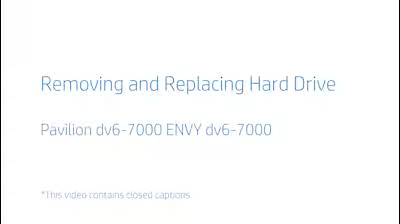 Removing and Replacing Hard Drive
Pavilion dv6-7000 ENVY dv6-7000
*This video contains closed captions